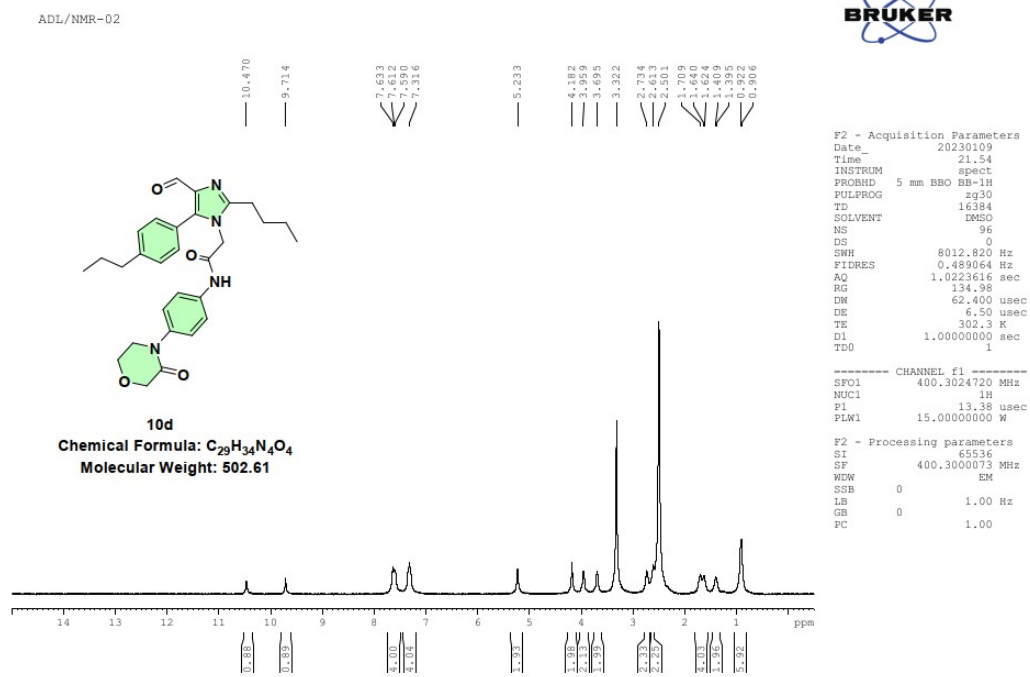 ADL/NMR-02
BRUKER
10.470
9.714
7.633
7.612
7.590
7.316
5.233
4.182
3.959
3.695
3.322
2.734
2.613
2.501
1.709
1.640
1.624
1.409
1.395
0.922
0.906
O
N
N
O
NH
N
O
O
10d
Chemical Formula: C29H34N4O4
Molecular Weight: 502.61
F2 - Acquisition Parameters
Date_ 20230109
Time 21.54
INSTRUM spect
PROBHD 5 mm BBO BB-1H
PULPROG zg30
TD 16384
SOLVENT DMSO
NS 96
DS 0
SWH 8012.820 Hz
FIDRES 0.489064 Hz
AQ 1.0223616 sec
RG 134.98
DW 62.400 usec
DE 6.50 usec
TE 302.3 K
D1 1.00000000 sec
TD0 1
======== CHANNEL f1 ========
SFO1 400.3024720 MHz
NUC1 1H
P1 13.38 usec
PLW1 15.00000000 W
F2 - Processing parameters
SI 65536
SF 400.3000073 MHz
WDW EM
SSB 0
LB 1.00 Hz
GB 0
PC 1.00
14 13 12 11 10 9 8 7 6 5 4 3 2 1 ppm
0.88
0.89
4.00
4.04
1.93
1.98
2.13
1.99
2.33
2.25
4.03
1.96
5.92